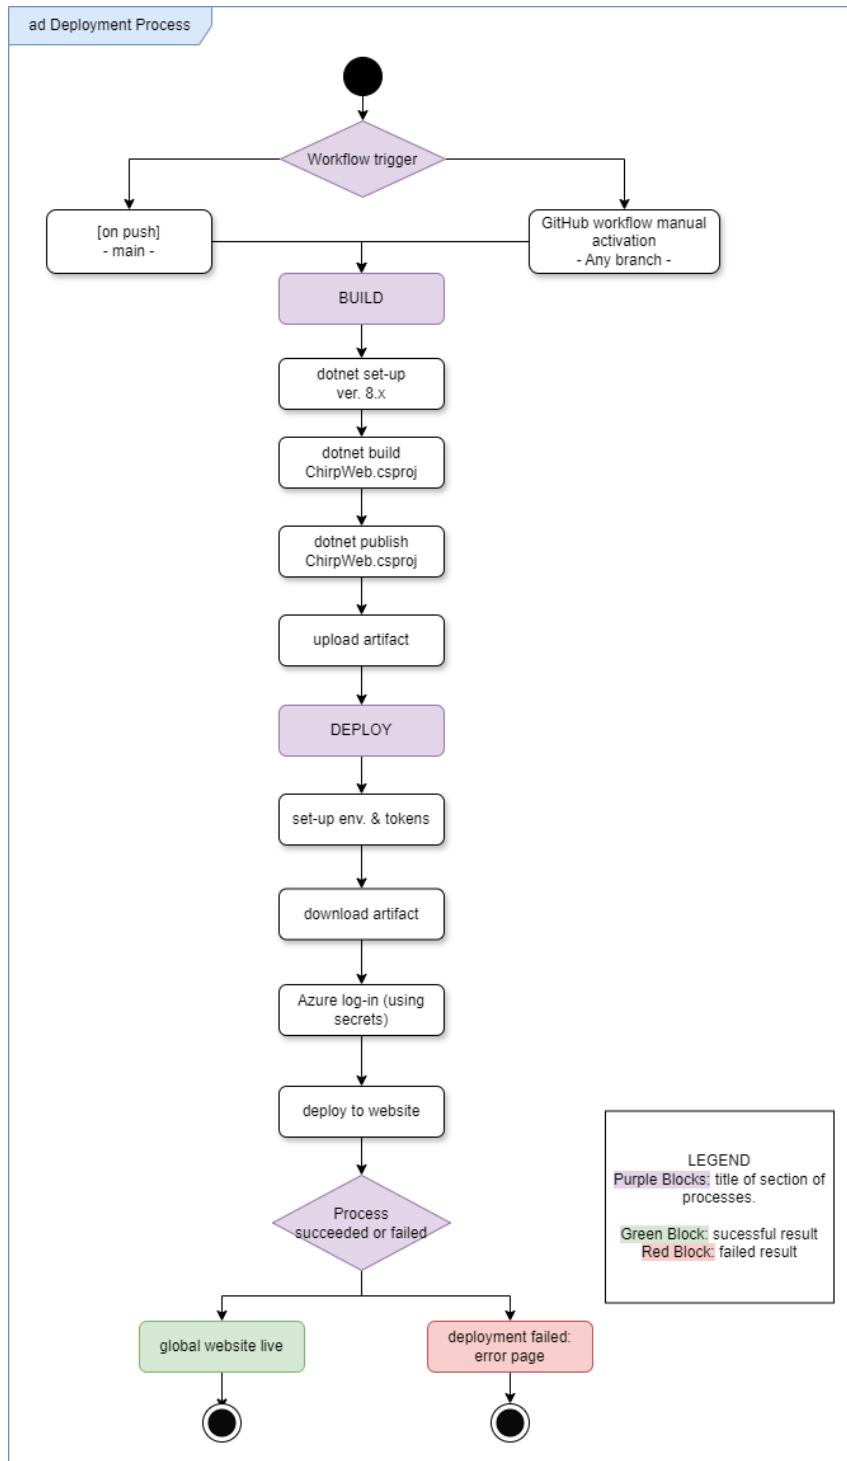 ad Deployment Process
Workflow trigger
[on push]
- main -
GitHub workflow manual
activation
- Any branch -
BUILD
dotnet set-up
ver. 8.x
dotnet build
ChirpWeb.csproj
dotnet publish
ChirpWeb.csproj
upload artifact
DEPLOY
set-up env. & tokens
download artifact
Azure log-in (using
secrets)
deploy to website
Process
succeeded or failed
global website live
deployment failed:
error page
LEGEND
Purple Blocks: title of section of
processes.
Green Block: sucessful result
Red Block: failed result